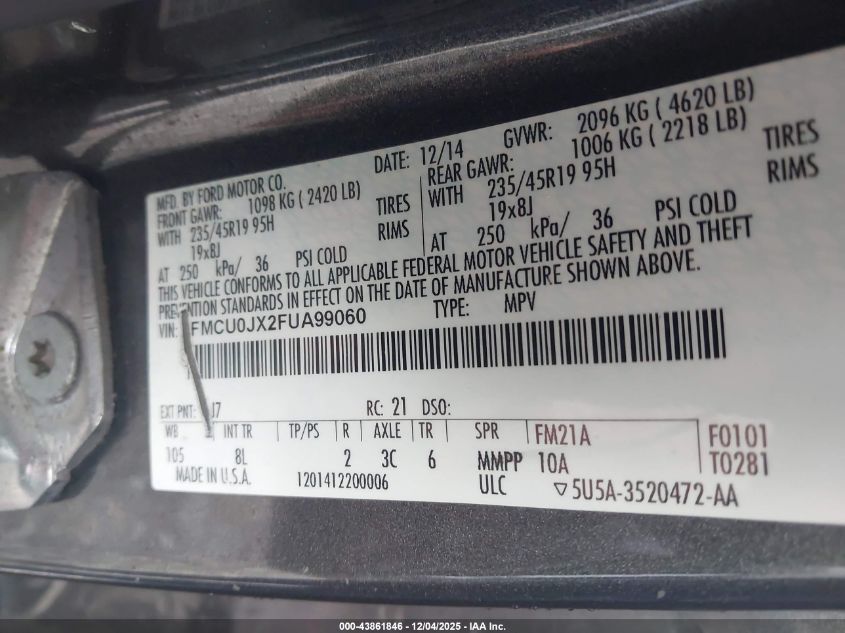 MFD. BY FORD MOTOR CO. DATE: 12/14 GVWR: 2096 KG ( 4620 LB)
FRONT GAWR: 1098 KG ( 2420 LB) REAR GAWR: 1006 KG ( 2218 LB)
WITH 235/45R19 95H TIRES WITH 235/45R19 95H TIRES
19x8J RIMS 19x8J RIMS
AT 250 kPa/ 36 PSI COLD AT 250 kPa/ 36 PSI COLD
THIS VEHICLE CONFORMS TO ALL APPLICABLE FEDERAL MOTOR VEHICLE SAFETY AND THEFT
PREVENTION STANDARDS IN EFFECT ON THE DATE OF MANUFACTURE SHOWN ABOVE.
VIN: FMCU0JX2FUA99060 TYPE: MPV
EXT PNT: J7 RC: 21 DSO:
WB INT TR TP/PS R AXLE TR SPR FM21A F0101
105 8L 2 3C 6 MMPP 10A T0281
MADE IN U.S.A. 1201412200006 ULC ▽5U5A-3520472-AA
000-43861846 12/04/2025 - IAA Inc.